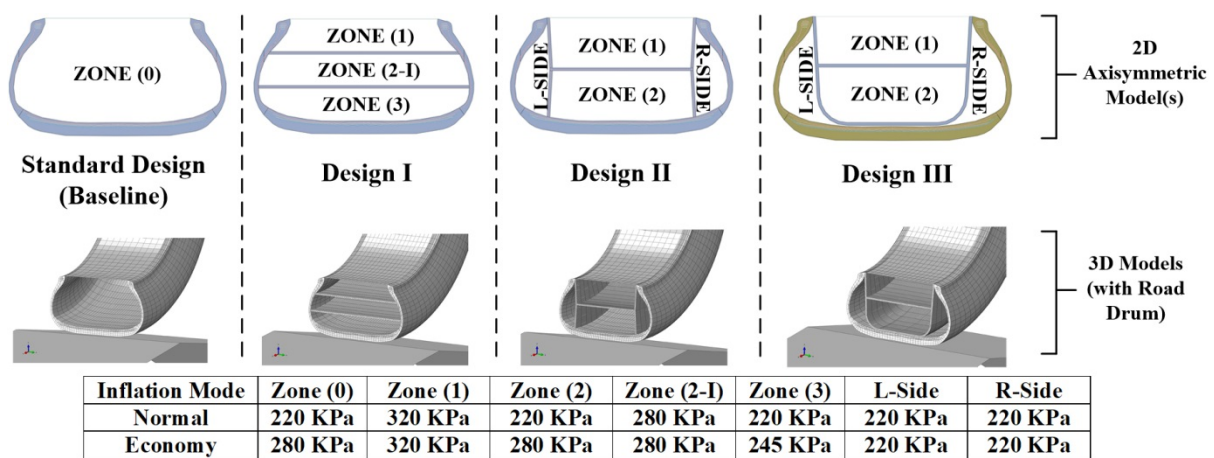 ZONE (0)
ZONE (1)
ZONE (2-I)
ZONE (3)
L-SIDE
ZONE (1)
ZONE (2)
R-SIDE
L-SIDE
ZONE (1)
ZONE (2)
R-SIDE
2D
Axisymmetric
Model(s)
Standard Design
(Baseline)
Design I
Design II
Design III
3D Models
(with Road
Drum)
Inflation Mode Zone (0) Zone (1) Zone (2) Zone (2-I) Zone (3) L-Side R-Side
Normal 220 KPa 320 KPa 220 KPa 280 KPa 220 KPa 220 KPa 220 KPa
Economy 280 KPa 320 KPa 280 KPa 280 KPa 245 KPa 220 KPa 220 KPa